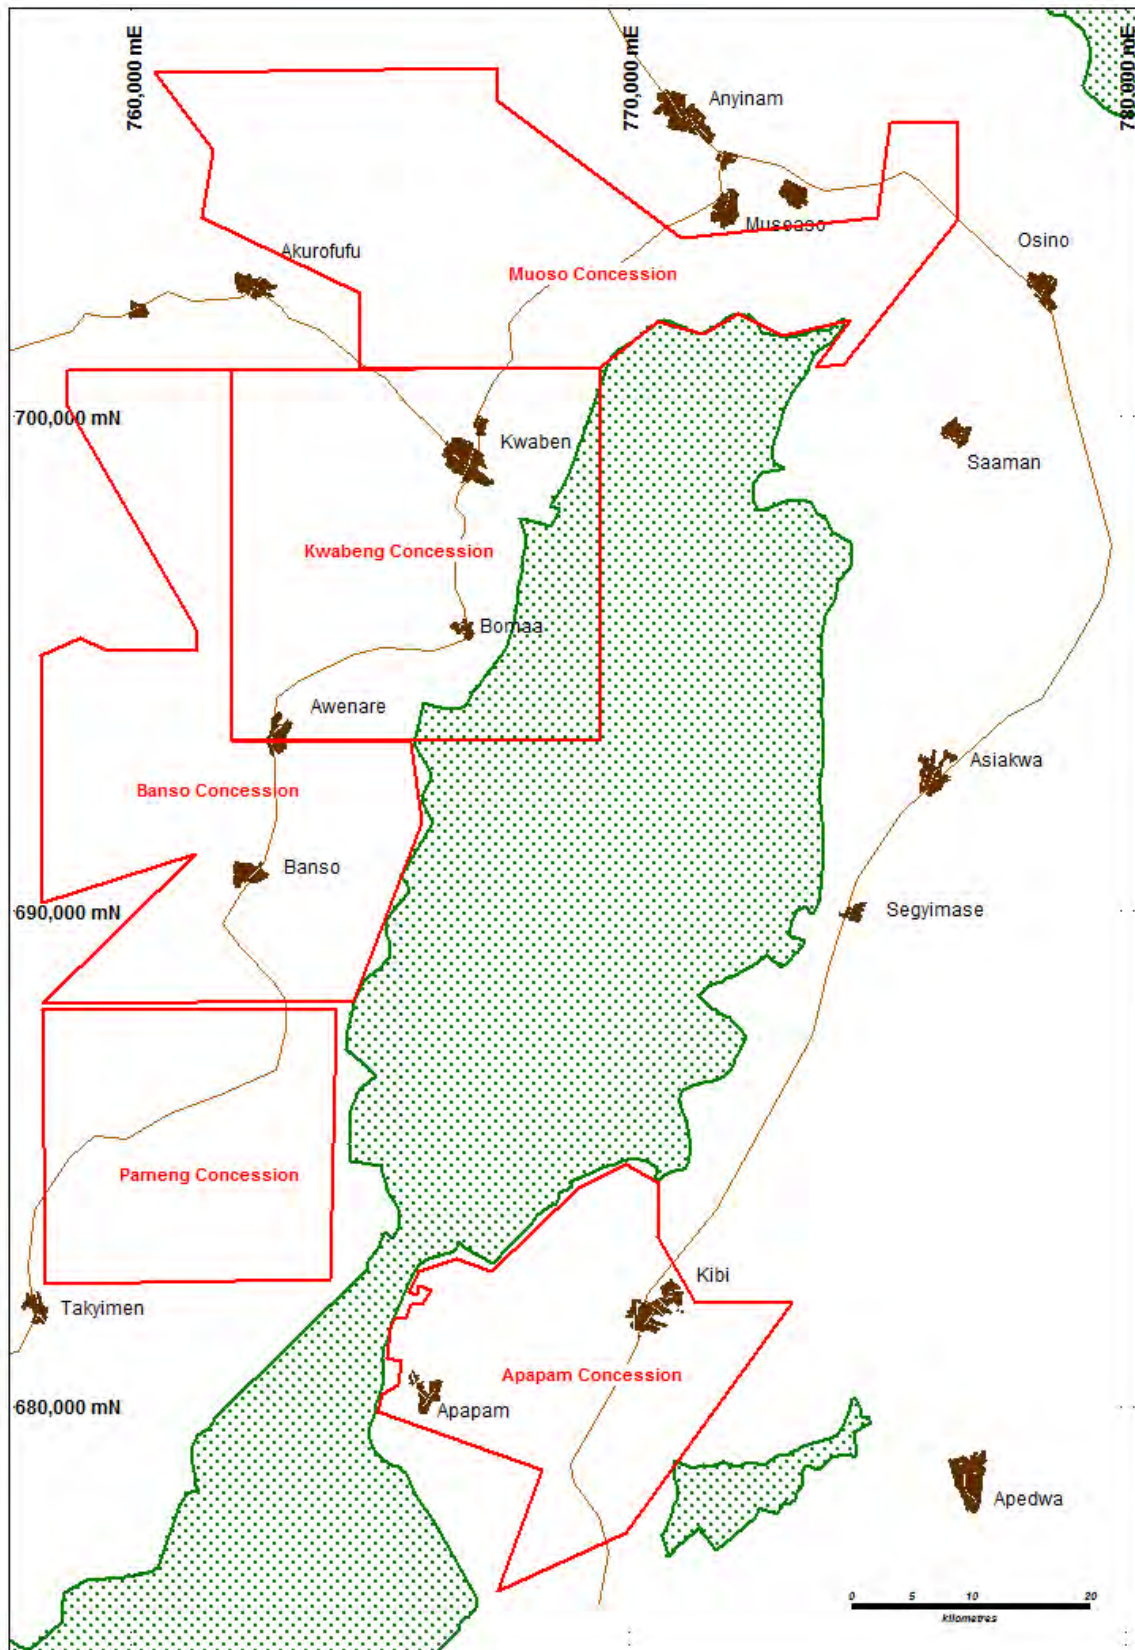 760,000 mE
770,000 mE
780,000 mE
Anyinam
Museaso
Akurofufu
Osino
Muoso Concession
700,000 mN
Kwaben
Saaman
Kwabeng Concession
Bomaa
Awenare
Asiakwa
Banso Concession
Banso
690,000 mN
Segyimase
Pameng Concession
Kibi
Takyimen
Apapam Concession
680,000 mN
Apapam
Apedwa
0 5 10 20
kilometres